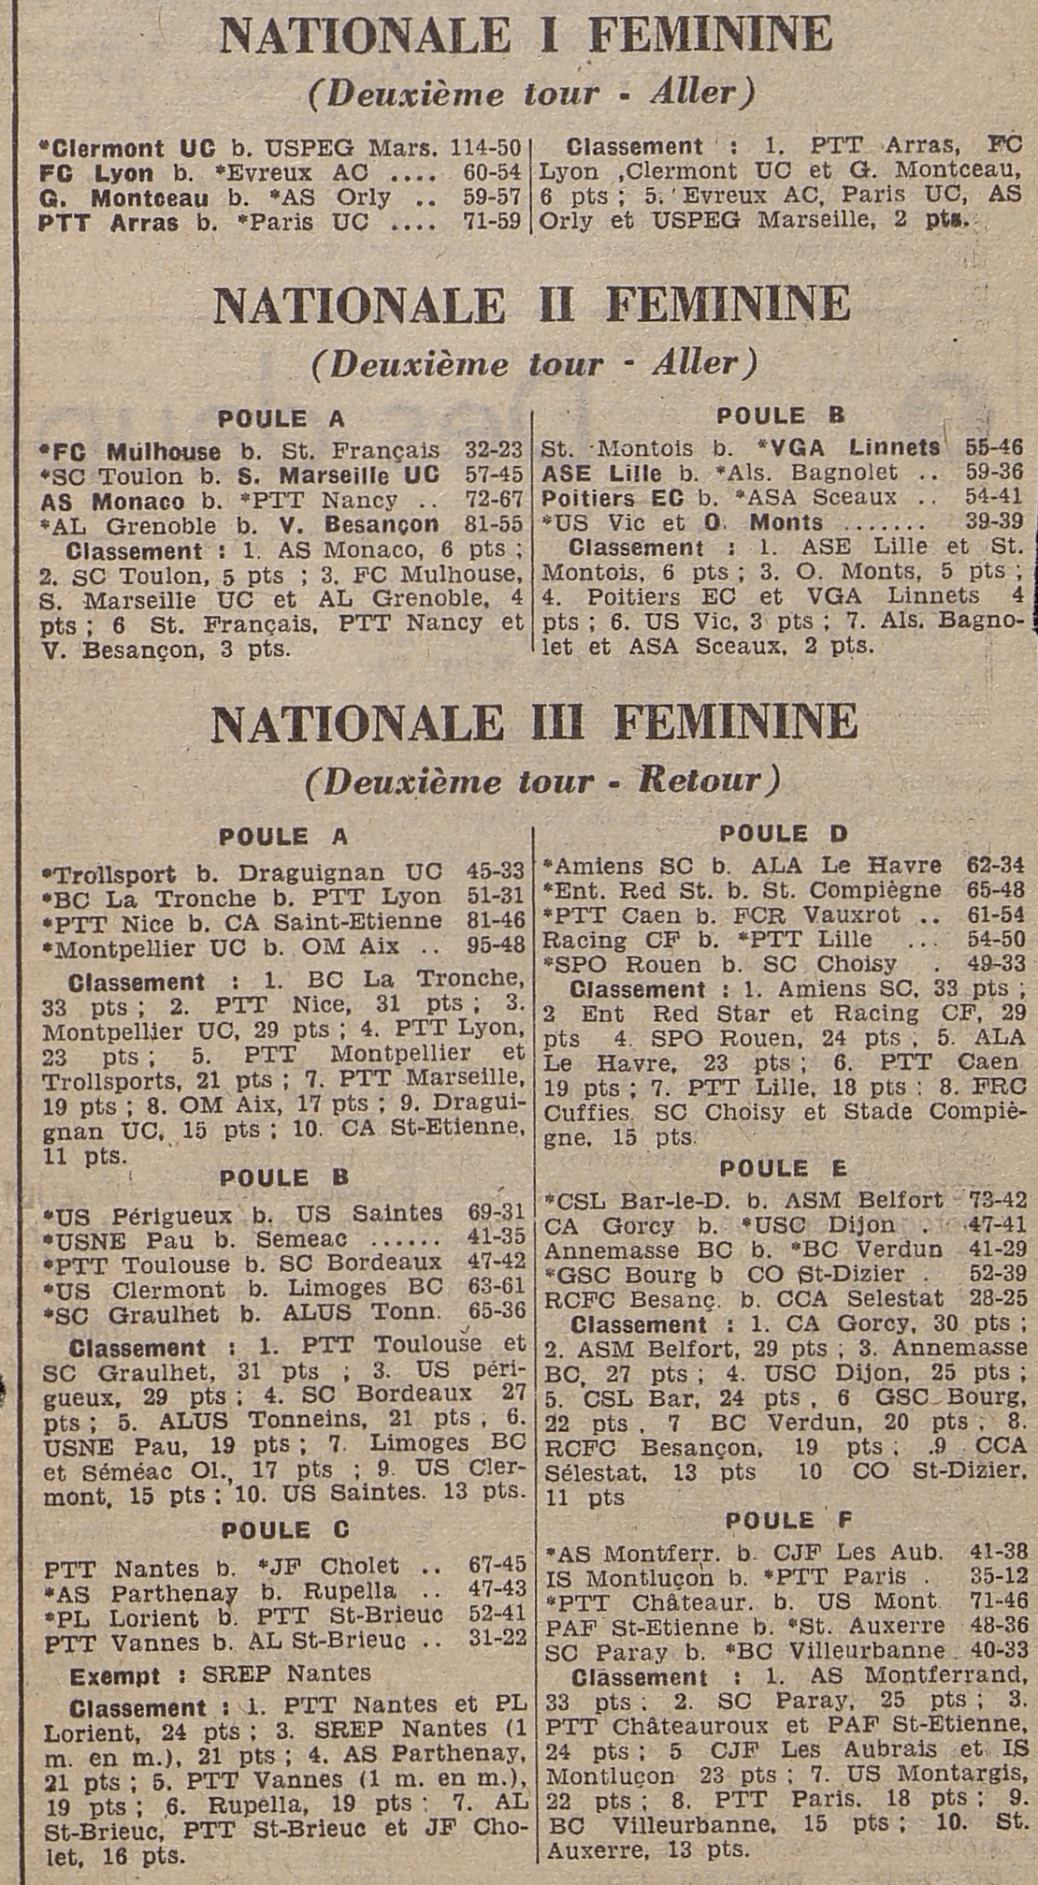 NATIONALE I FEMININE
(Deuxième tour - Aller)
*Clermont UC b. USPEG Mars. 114-50
FC Lyon b. *Evreux AC .... 60-54
G. Montceau b. *AS Orly .. 59-57
PTT Arras b. *Paris UC .... 71-59
Classement : 1. PTT Arras, FC
Lyon ,Clermont UC et G. Montceau,
6 pts ; 5. Evreux AC, Paris UC, AS
Orly et USPEG Marseille, 2 pts.
NATIONALE II FEMININE
(Deuxième tour - Aller)
POULE A
*FC Mulhouse b. St. Français 32-23
*SC Toulon b. S. Marseille UC 57-45
AS Monaco b. *PTT Nancy .. 72-67
*AL Grenoble b. V. Besançon 81-55
Classement : 1. AS Monaco, 6 pts ;
2. SC Toulon, 5 pts ; 3. FC Mulhouse,
S. Marseille UC et AL Grenoble, 4
pts ; 6 St. Français, PTT Nancy et
V. Besançon, 3 pts.
POULE B
St. Montois b. *VGA Linnets 55-46
ASE Lille b. *Als. Bagnolet .. 59-36
Poitiers EC b. *ASA Sceaux .. 54-41
*US Vic et O. Monts ....... 39-39
Classement : 1. ASE Lille et St.
Montois, 6 pts ; 3. O. Monts, 5 pts ;
4. Poitiers EC et VGA Linnets 4
pts ; 6. US Vic, 3 pts ; 7. Als. Bagno-
let et ASA Sceaux, 2 pts.
NATIONALE III FEMININE
(Deuxième tour - Retour)
POULE A
*Trollsport b. Draguignan UC 45-33
*BC La Tronche b. PTT Lyon 51-31
*PTT Nice b. CA Saint-Etienne 81-46
*Montpellier UC b. OM Aix .. 95-48
Classement : 1. BC La Tronche,
33 pts ; 2. PTT Nice, 31 pts ; 3.
Montpellier UC, 29 pts ; 4. PTT Lyon,
23 pts ; 5. PTT Montpellier et
Trollsports, 21 pts ; 7. PTT Marseille,
19 pts ; 8. OM Aix, 17 pts ; 9. Dragui-
gnan UC, 15 pts ; 10. CA St-Etienne,
11 pts.
POULE B
*US Périgueux b. US Saintes 69-31
*USNE Pau b. Semeac ...... 41-35
*PTT Toulouse b. SC Bordeaux 47-42
*US Clermont b. Limoges BC 63-61
*SC Graulhet b. ALUS Tonn. 65-36
Classement : 1. PTT Toulouse et
SC Graulhet, 31 pts ; 3. US péri-
gueux, 29 pts ; 4. SC Bordeaux 27
pts ; 5. ALUS Tonneins, 21 pts , 6.
USNE Pau, 19 pts ; 7. Limoges BC
et Séméac Ol., 17 pts ; 9. US Cler-
mont, 15 pts ; 10. US Saintes. 13 pts.
POULE C
PTT Nantes b. *JF Cholet .. 67-45
*AS Parthenay b. Rupella .. 47-43
*PL Lorient b. PTT St-Brieuc 52-41
PTT Vannes b. AL St-Brieuc .. 31-22
Exempt : SREP Nantes
Classement : 1. PTT Nantes et PL
Lorient, 24 pts ; 3. SREP Nantes (1
m. en m.), 21 pts ; 4. AS Parthenay,
21 pts ; 5. PTT Vannes (1 m. en m.),
19 pts ; 6. Rupella, 19 pts : 7. AL
St-Brieuc, PTT St-Brieuc et JF Cho-
let, 16 pts.
POULE D
*Amiens SC b. ALA Le Havre 62-34
*Ent. Red St. b. St. Compiègne 65-48
*PTT Caen b. FCR Vauxrot .. 61-54
Racing CF b. *PTT Lille ... 54-50
*SPO Rouen b. SC Choisy . 49-33
Classement : 1. Amiens SC, 33 pts ;
2 Ent Red Star et Racing CF, 29
pts 4. SPO Rouen, 24 pts , 5. ALA
Le Havre, 23 pts ; 6. PTT Caen
19 pts ; 7. PTT Lille, 18 pts : 8. FRC
Cuffies, SC Choisy et Stade Compiè-
gne, 15 pts.
POULE E
*CSL Bar-le-D. b. ASM Belfort 73-42
CA Gorcy b. *USC Dijon . 47-41
Annemasse BC b. *BC Verdun 41-29
*GSC Bourg b CO St-Dizier . 52-39
RCFC Besanç. b. CCA Selestat 28-25
Classement : 1. CA Gorcy, 30 pts ;
2. ASM Belfort, 29 pts ; 3. Annemasse
BC, 27 pts ; 4. USC Dijon, 25 pts ;
5. CSL Bar, 24 pts , 6 GSC Bourg,
22 pts , 7 BC Verdun, 20 pts ; 8.
RCFC Besançon, 19 pts ; .9 CCA
Sélestat, 13 pts 10 CO St-Dizier,
11 pts
POULE F
*AS Montferr. b. CJF Les Aub. 41-38
IS Montluçon b. *PTT Paris . 35-12
*PTT Châteaur. b. US Mont 71-46
PAF St-Etienne b. *St. Auxerre 48-36
SC Paray b. *BC Villeurbanne 40-33
Classement : 1. AS Montferrand,
33 pts : 2. SC Paray, 25 pts ; 3.
PTT Châteauroux et PAF St-Etienne,
24 pts ; 5 CJF Les Aubrais et IS
Montluçon 23 pts ; 7. US Montargis,
22 pts ; 8. PTT Paris. 18 pts ; 9.
BC Villeurbanne, 15 pts ; 10. St.
Auxerre, 13 pts.